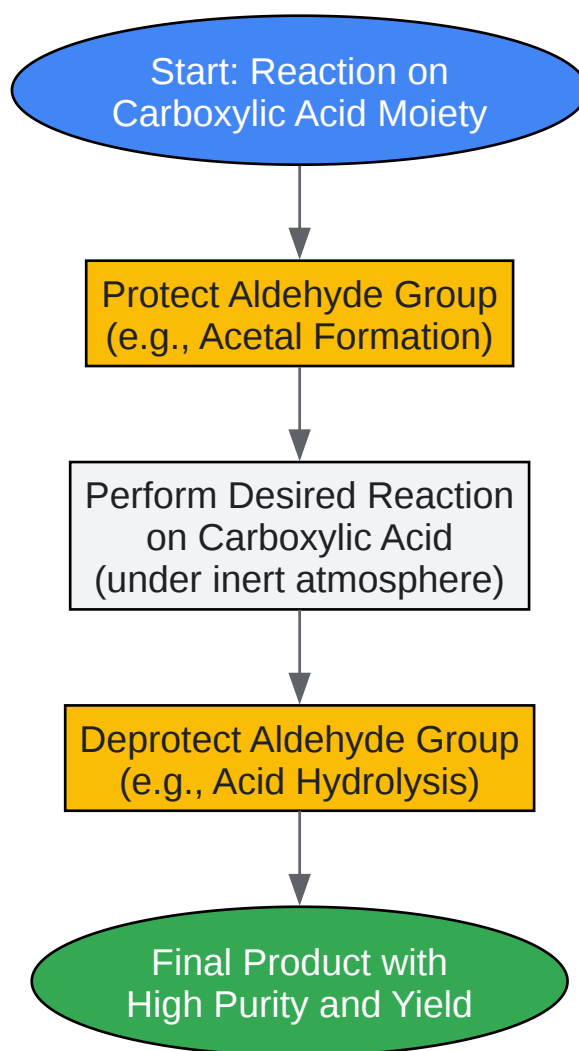 Start: Reaction on
Carboxylic Acid Moiety
Protect Aldehyde Group
(e.g., Acetal Formation)
Perform Desired Reaction
on Carboxylic Acid
(under inert atmosphere)
Deprotect Aldehyde Group
(e.g., Acid Hydrolysis)
Final Product with
High Purity and Yield